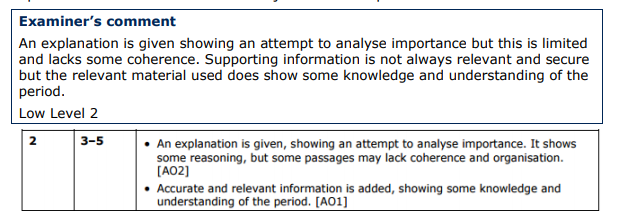 Examiner's comment
An explanation is given showing an attempt to analyse importance but this is limited
and lacks some coherence. Supporting information is not always relevant and secure
but the relevant material used does show some knowledge and understanding of the
period.
Low Level 2
2 3–5 • An explanation is given, showing an attempt to analyse importance. It shows
some reasoning, but some passages may lack coherence and organisation.
[AO2]
• Accurate and relevant information is added, showing some knowledge and
understanding of the period. [AO1]